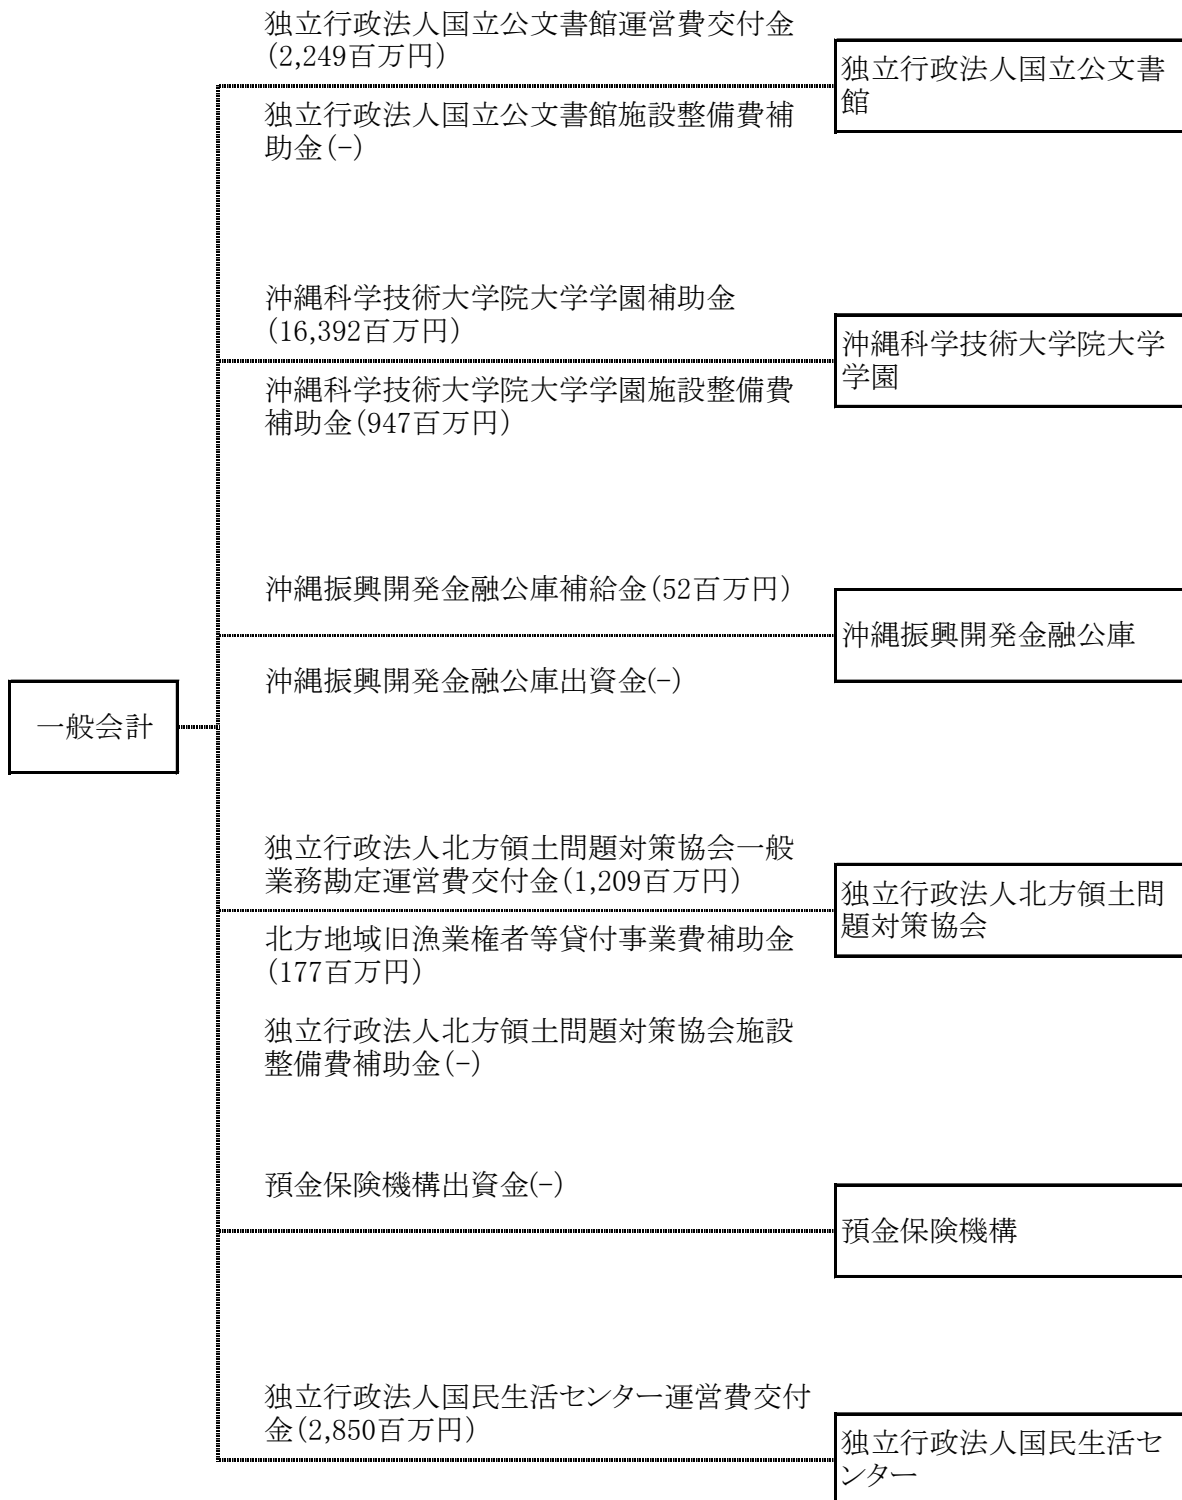 独立行政法人国立公文書館運営費交付金
(2,249百万円)
独立行政法人国立公文書
館
独立行政法人国立公文書館施設整備費補
助金(-)
沖縄科学技術大学院大学学園補助金
(16,392百万円)
沖縄科学技術大学院大学
学園
沖縄科学技術大学院大学学園施設整備費
補助金(947百万円)
沖縄振興開発金融公庫補給金(52百万円)
沖縄振興開発金融公庫
沖縄振興開発金融公庫出資金(-)
一般会計
独立行政法人北方領土問題対策協会一般
業務勘定運営費交付金(1,209百万円)
独立行政法人北方領土問
題対策協会
北方地域旧漁業権者等貸付事業費補助金
(177百万円)
独立行政法人北方領土問題対策協会施設
整備費補助金(-)
預金保険機構出資金(-)
預金保険機構
独立行政法人国民生活センター運営費交付
金(2,850百万円)
独立行政法人国民生活セ
ンター